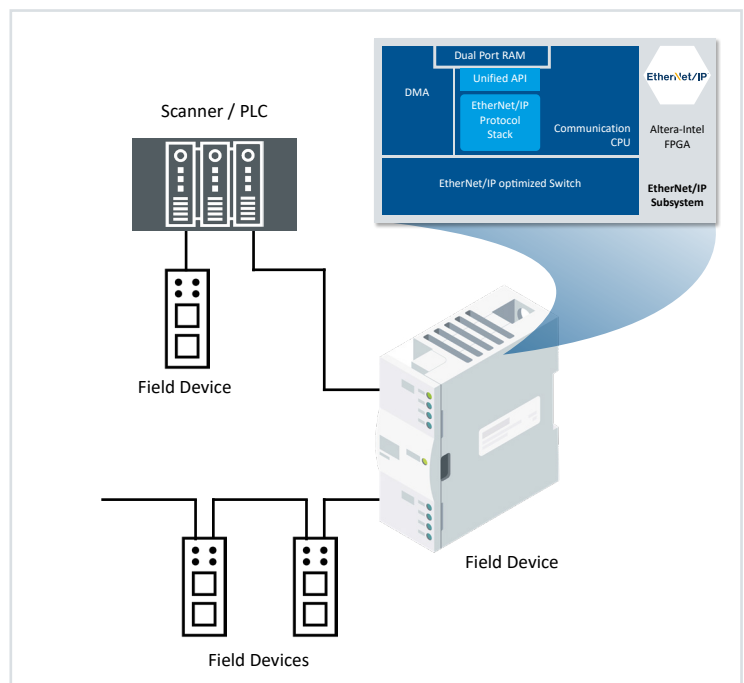 Dual Port RAM
Unified API
DMA
EtherNet/IP
Protocol
Stack
Communication
CPU
EtherNet/IP optimized Switch
EtherNet/IP
Altera-Intel
FPGA
EtherNet/IP
Subsystem
Scanner / PLC
Field Device
Field Device
Field Devices